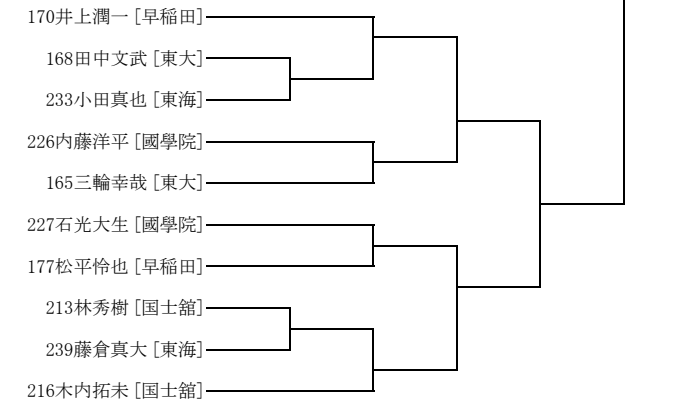 170井上潤一 [早稲田]
168田中文武 [東大]
233小田真也 [東海]
226内藤洋平 [國學院]
165三輪幸哉 [東大]
227石光大生 [國學院]
177松平怜也 [早稲田]
213林秀樹 [国士舘]
239藤倉真大 [東海]
216木内拓未 [国士舘]